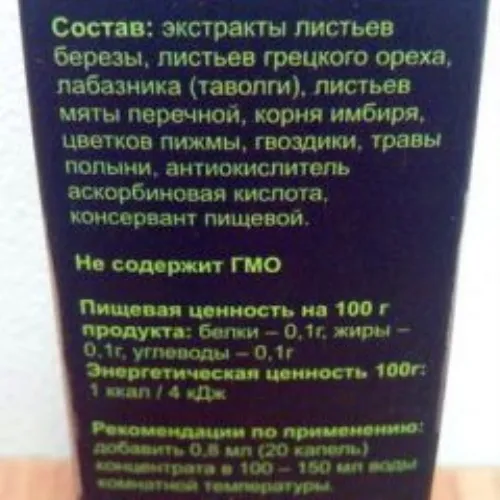 Состав: экстракты листьев
березы, листьев грецкого ореха,
лабазника (таволги), листьев
мяты перечной, корня имбиря,
цветков пижмы, гвоздики, травы
полыни, антиокислитель
аскорбиновая кислота,
консервант пищевой.
Не содержит ГМО
Пищевая ценность на 100 г
продукта: белки – 0,1г, жиры –
0,1г, углеводы – 0,1г
Энергетическая ценность 100г:
1 ккал / 4 кДж
Рекомендации по применению:
добавить 0,8 мл (20 капель)
концентрата в 100 – 150 мл воды
комнатной температуры.